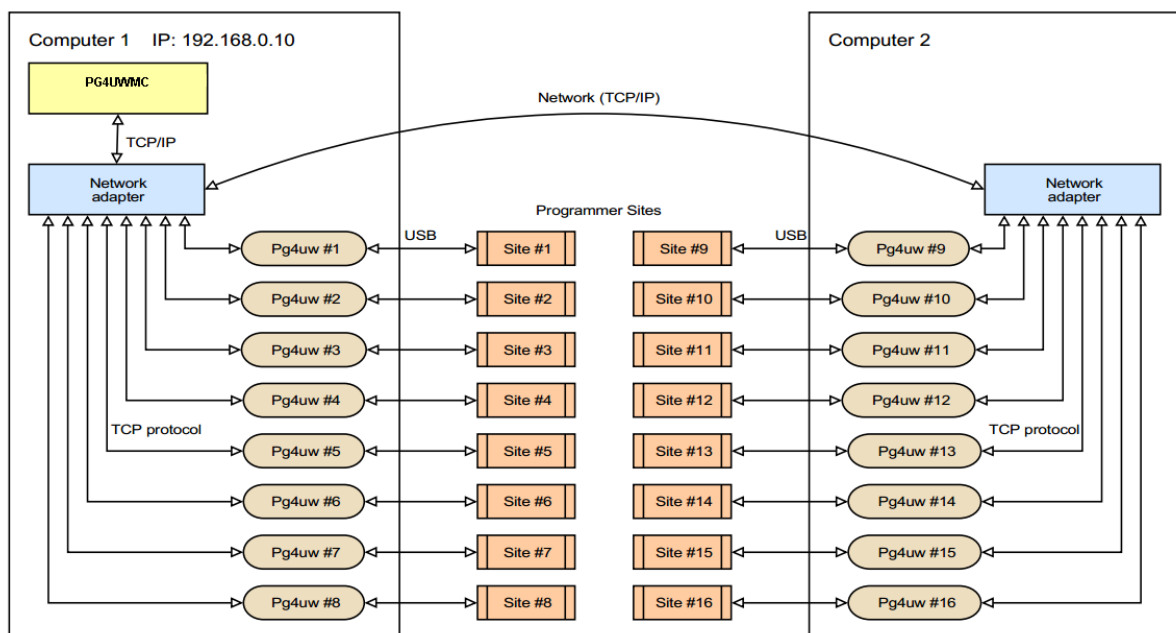 Computer 1 IP: 192.168.0.10
Computer 2
PG4UWMC
Network (TCP/IP)
TCP/IP
Network
adapter
Network
adapter
Programmer Sites
Pg4uw #1
USB
Site #1
Site #9
USB
Pg4uw #9
Pg4uw #2
Site #2
Site #10
Pg4uw #10
Pg4uw #3
Site #3
Site #11
Pg4uw #11
Pg4uw #4
Site #4
Site #12
Pg4uw #12
TCP protocol
TCP protocol
Pg4uw #5
Site #5
Site #13
Pg4uw #13
Pg4uw #6
Site #6
Site #14
Pg4uw #14
Pg4uw #7
Site #7
Site #15
Pg4uw #15
Pg4uw #8
Site #8
Site #16
Pg4uw #16